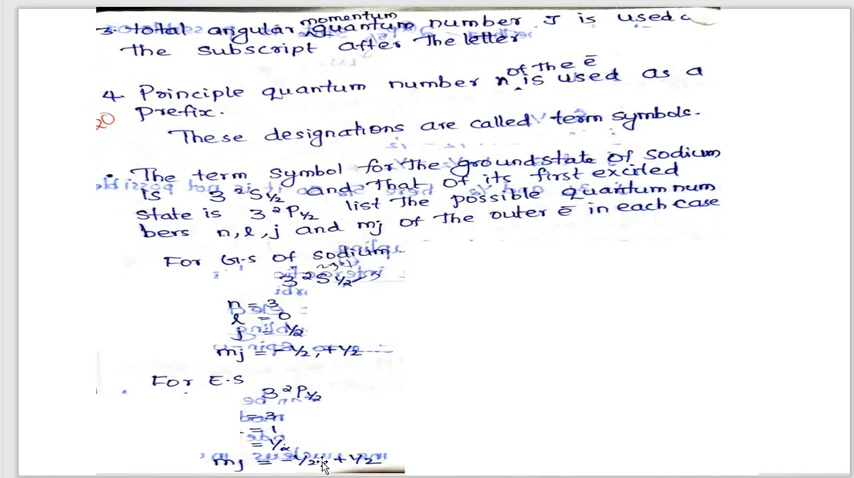 3. total angular momentum quantum number J is used
the subscript after the letter
4. Principle quantum number n of the ē is used as a
prefix.
20
These designations are called term symbols.
• The term symbol for the ground state of sodium
is 3 ²S½ and that of its first excited
state is 3 ²P½ list the possible quantum num
bers n, l, j and mj of the outer ē in each case
For G.S of Sodium
3 ²S½
n = 3
l = 0
j = ½
mj = -½, +½
For E.S
3 ²P½
= 3
= 1
= ½
mj = -½, +½